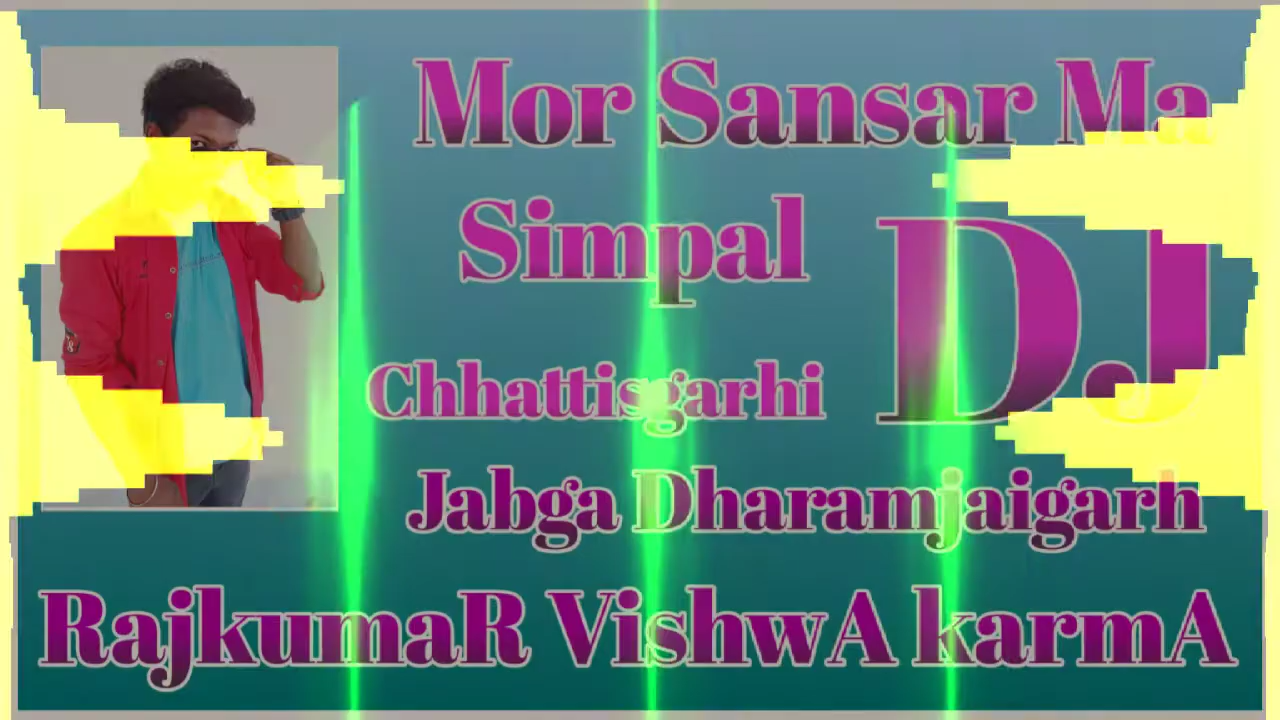 Mor Sansar Ma
Simpal
DJ
Chhattisgarhi
Jabga Dharamjaigarh
RajkumaR VishwA karmA